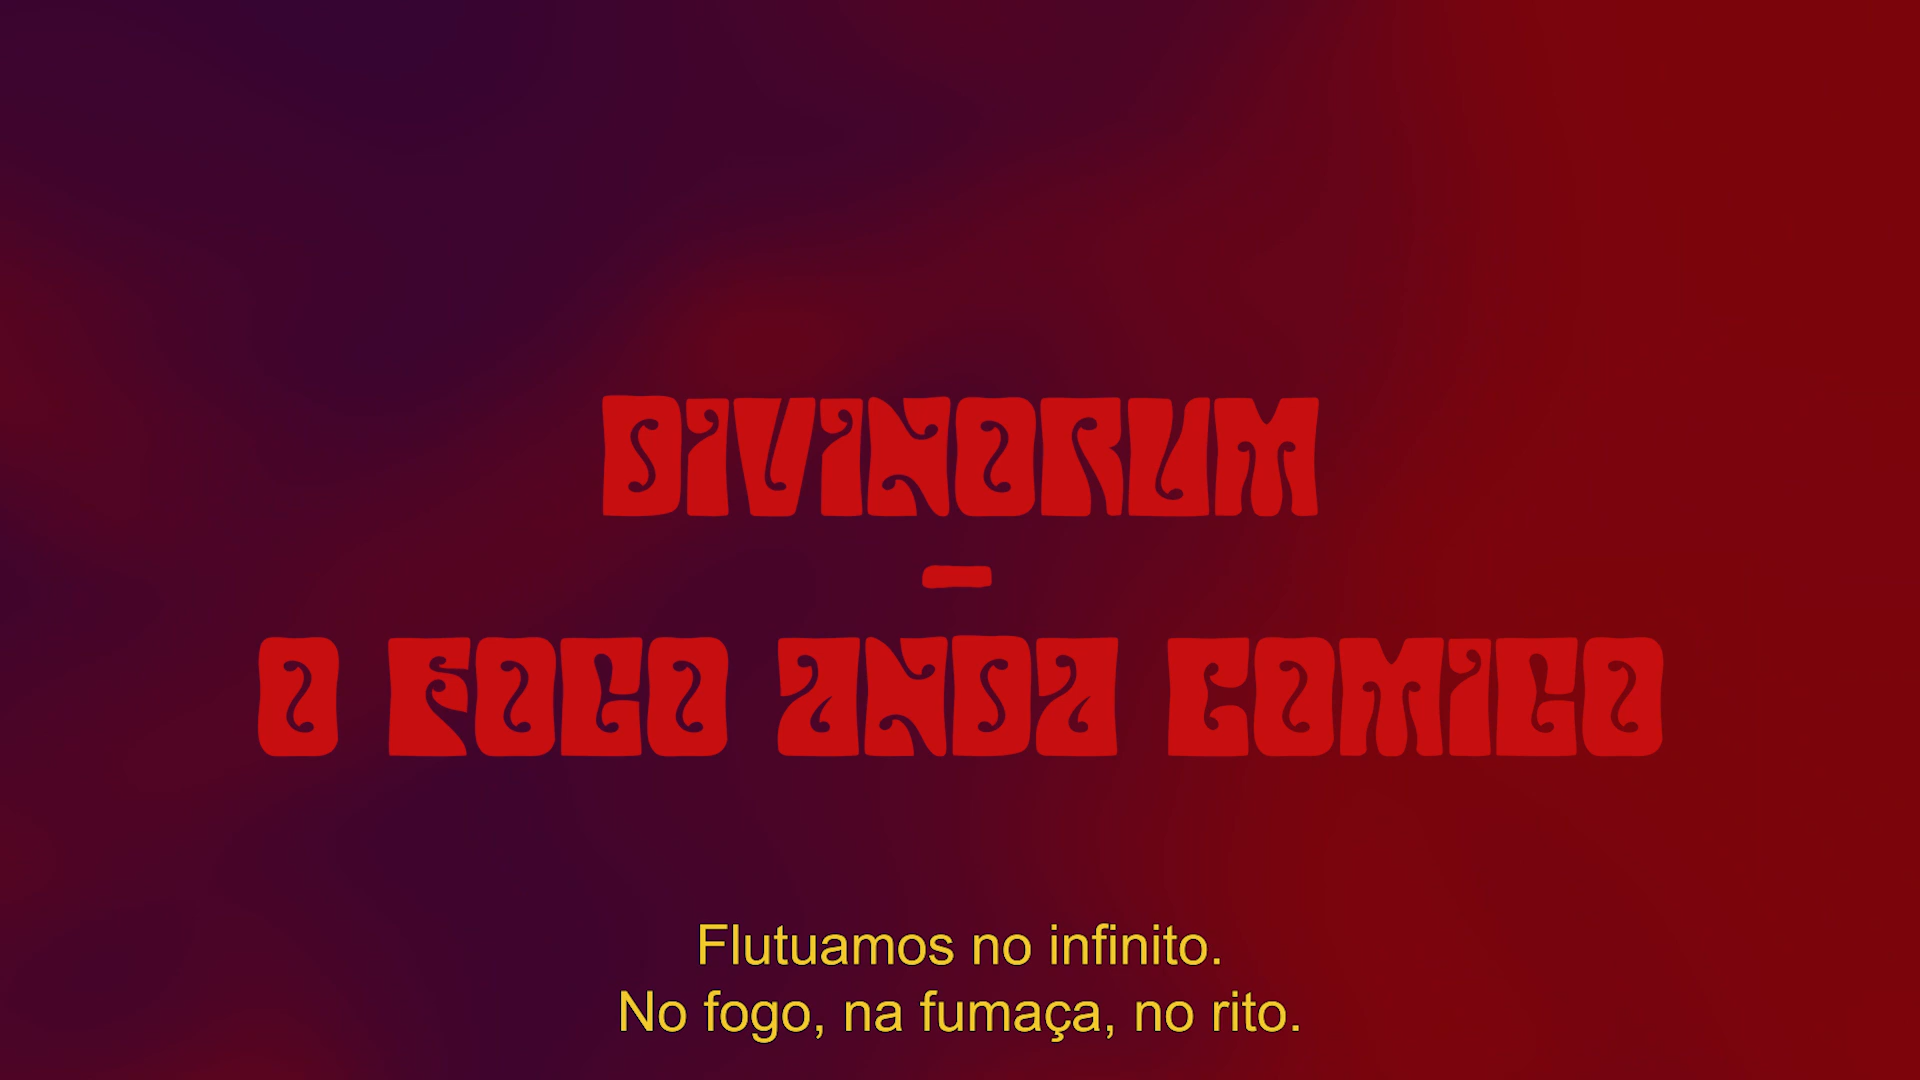 DIVINORUM
–
O FOGO ANDA COMIGO
Flutuamos no infinito.
No fogo, na fumaça, no rito.